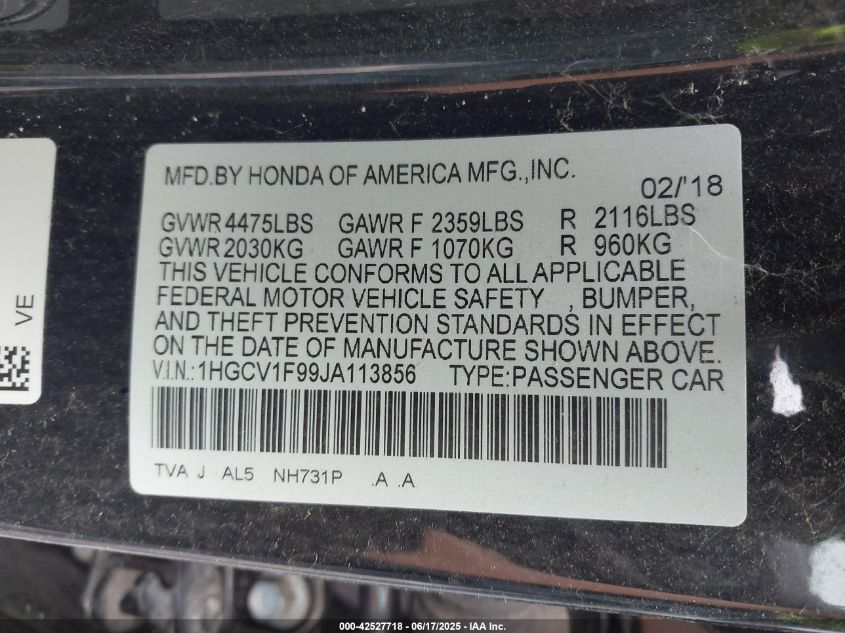 MFD.BY HONDA OF AMERICA MFG.,INC.
02/'18
GVWR 4475LBS GAWR F 2359LBS R 2116LBS
GVWR 2030KG GAWR F 1070KG R 960KG
THIS VEHICLE CONFORMS TO ALL APPLICABLE
FEDERAL MOTOR VEHICLE SAFETY , BUMPER,
AND THEFT PREVENTION STANDARDS IN EFFECT
ON THE DATE OF MANUFACTURE SHOWN ABOVE.
V.I.N.: 1HGCV1F99JA113856 TYPE:PASSENGER CAR
TVA J AL5 NH731P .A .A
VE
000-42527718 - 06/17/2025 - IAA Inc.